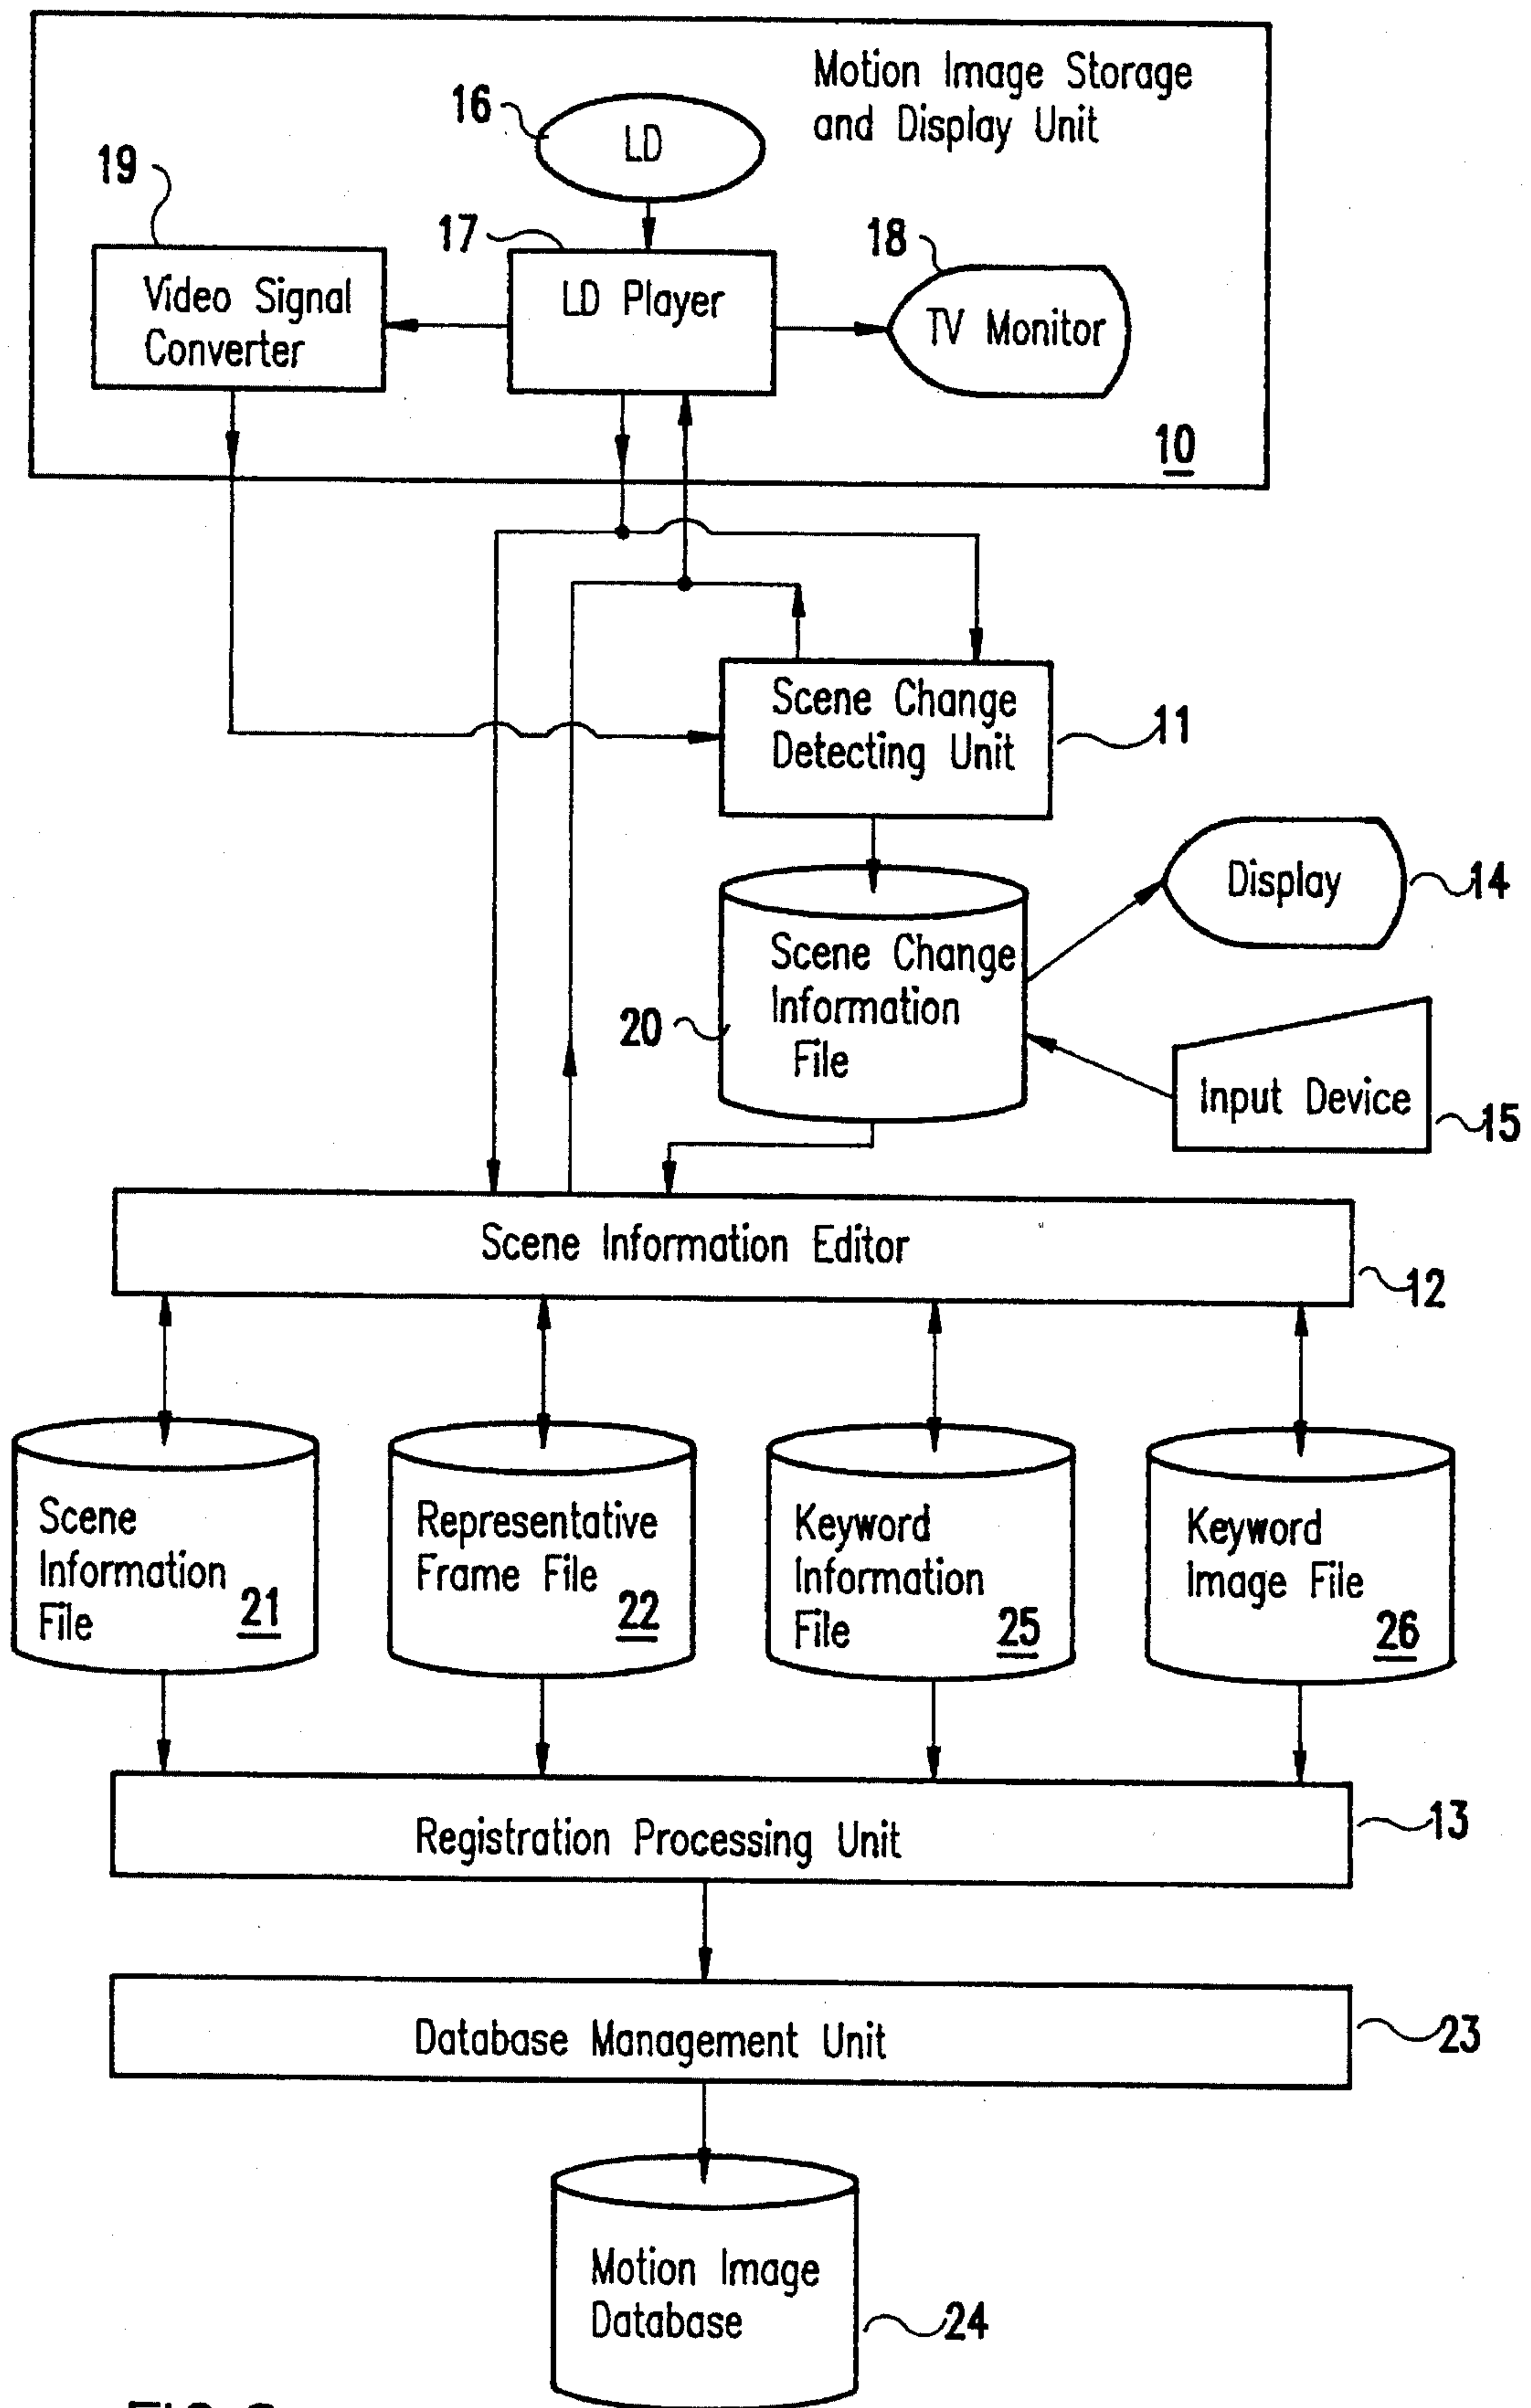 Motion Image Storage
and Display Unit
16
LD
19
17
18
Video Signal
Converter
LD Player
TV Monitor
10
Scene Change
Detecting Unit
11
Display
14
Scene Change
Information
File
20
Input Device
15
Scene Information Editor
12
Scene
Information
File
21
Representative
Frame File
22
Keyword
Information
File
25
Keyword
Image File
26
Registration Processing Unit
13
Database Management Unit
23
Motion Image
Database
24